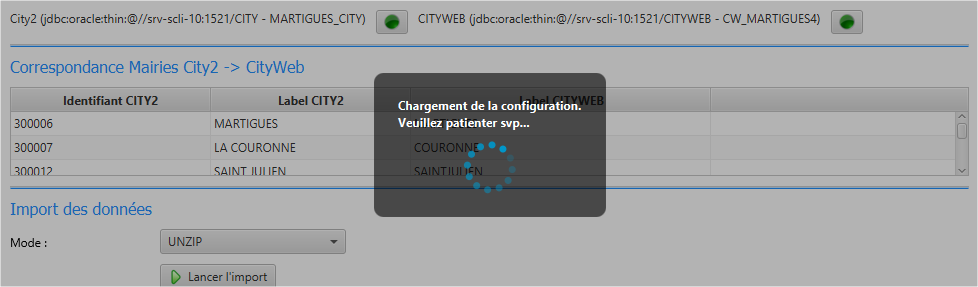 City2 (jdbc:oracle:thin:@//srv-scli-10:1521/CITY - MARTIGUES_CITY) CITYWEB (jdbc:oracle:thin:@//srv-scli-10:1521/CITYWEB - CW_MARTIGUES4)
Correspondance Mairies City2 -> CityWeb
Identifiant CITY2 Label CITY2 Label CITYWEB
Chargement de la configuration.
Veuillez patienter svp...
300006 MARTIGUES
300007 LA COURONNE COURONNE
300012 SAINT JULIEN SAINTJULIEN
Import des données
Mode : UNZIP
Lancer l'import